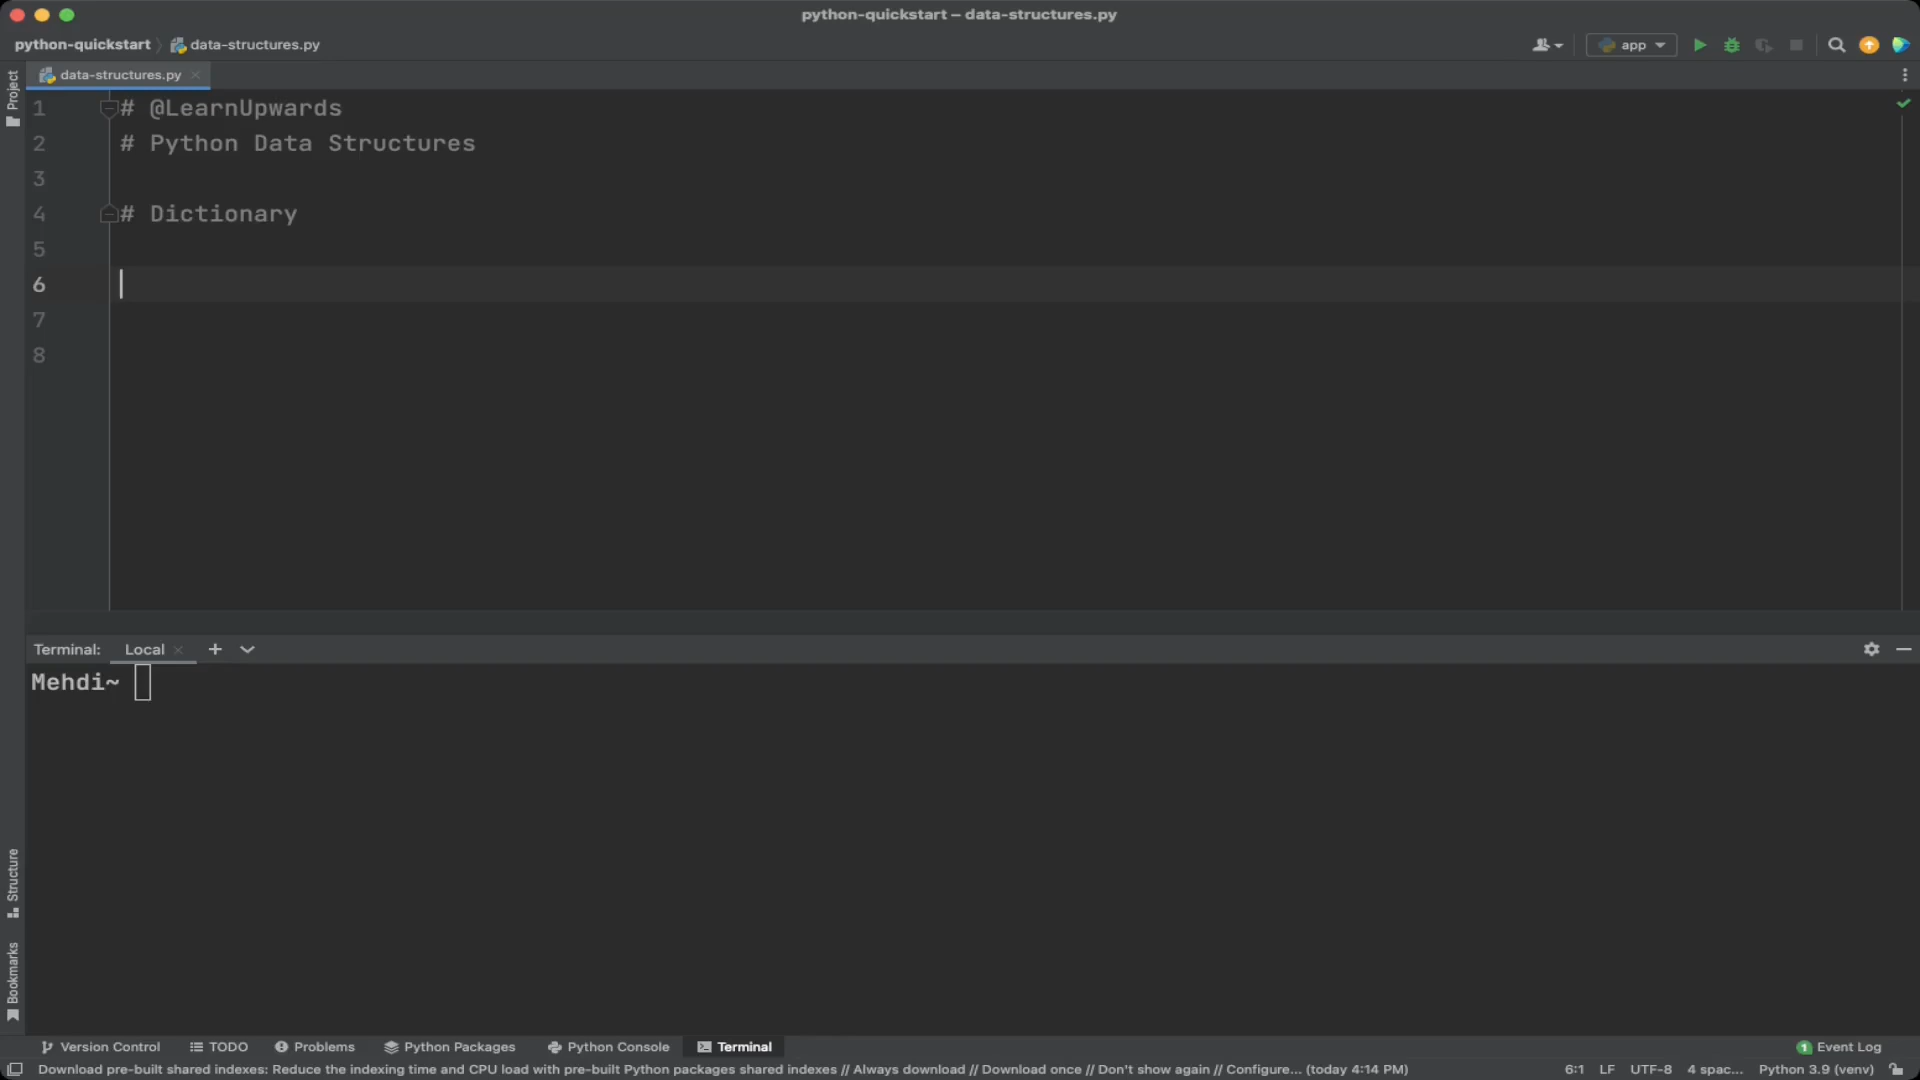 python-quickstart – data-structures.py
python-quickstart data-structures.py
app
data-structures.py
Project
1 # @LearnUpwards
2 # Python Data Structures
3
4 # Dictionary
5
6
7
8
Terminal: Local
Mehdi~
Structure
Bookmarks
Version Control TODO Problems Python Packages Python Console Terminal 1 Event Log
Download pre-built shared indexes: Reduce the indexing time and CPU load with pre-built Python packages shared indexes // Always download // Download once // Don't show again // Configure... (today 4:14 PM) 6:1 LF UTF-8 4 spac... Python 3.9 (venv)